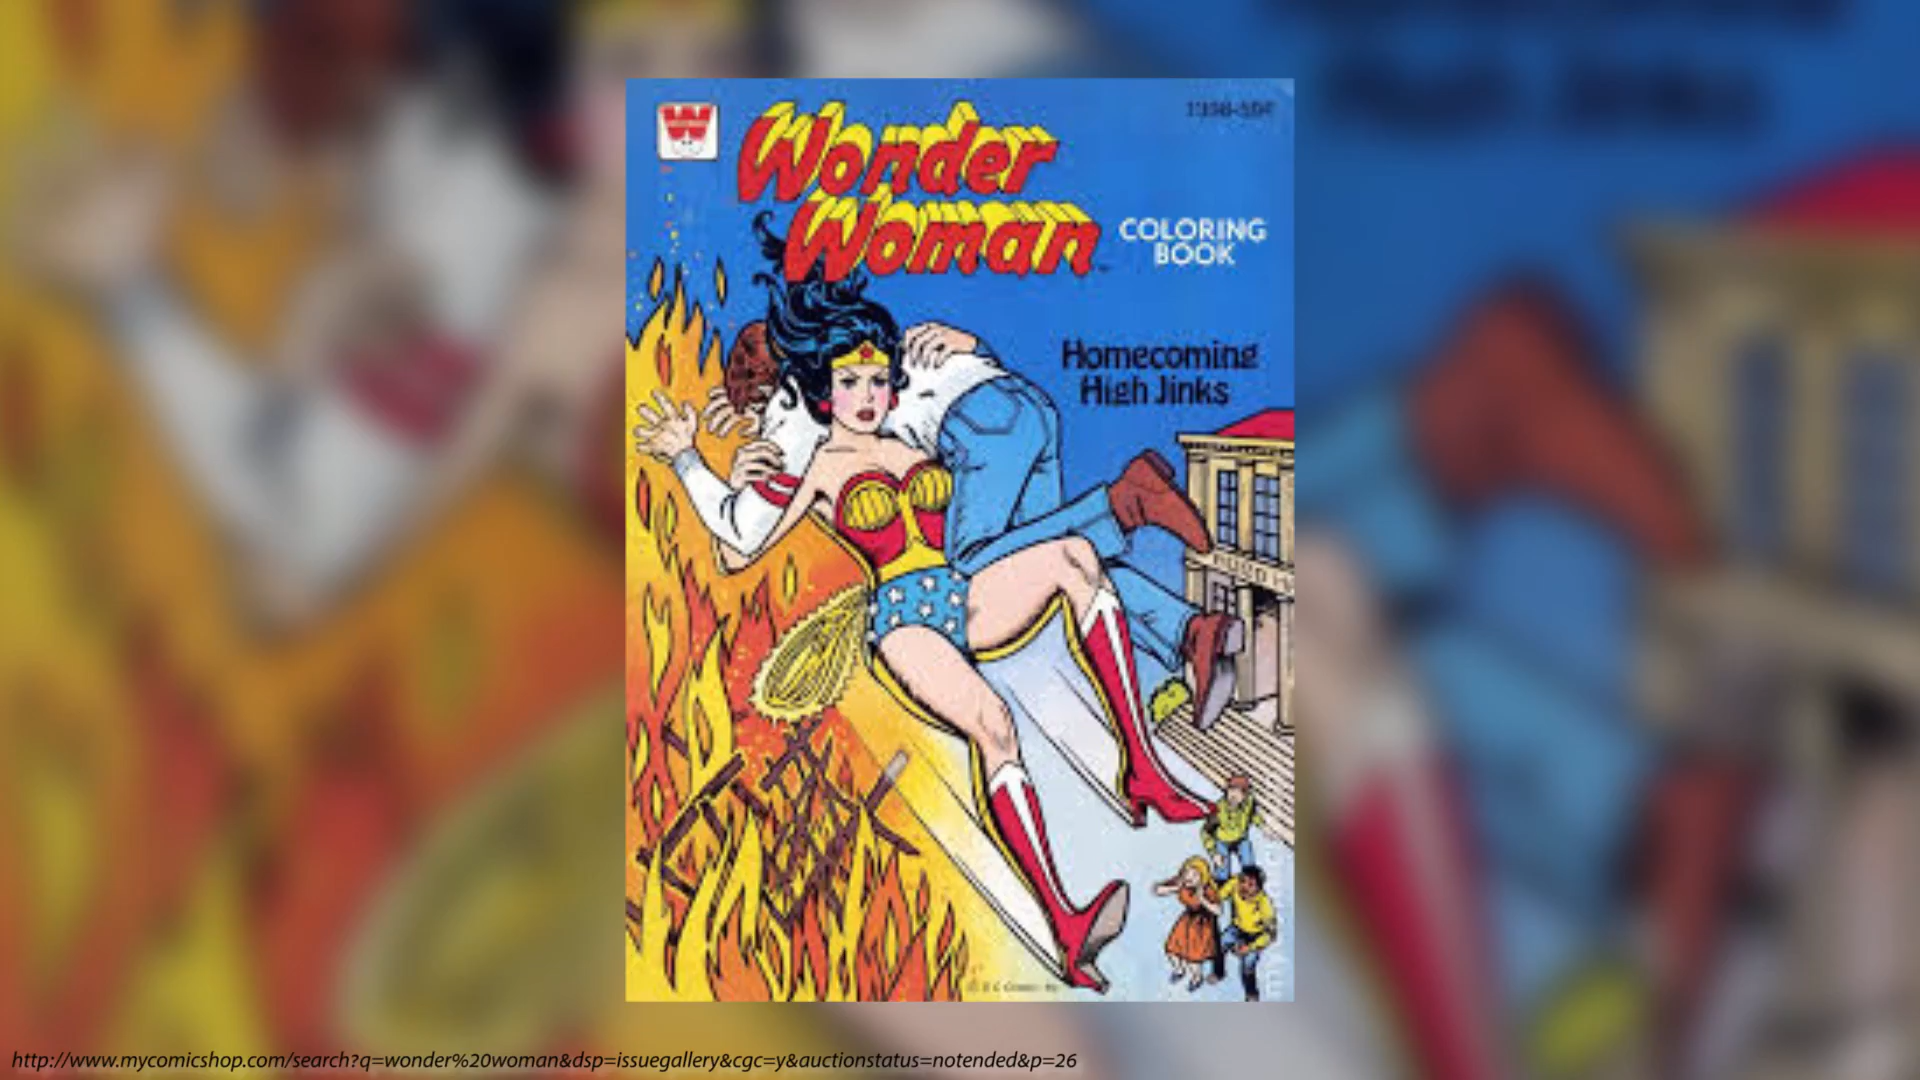 Wonder
Woman
COLORING
BOOK
Homecoming
High Jinks
http://www.mycomicshop.com/search?q=wonder%20woman&dsp=issuegallery&cgc=y&auctionstatus=notended&p=26